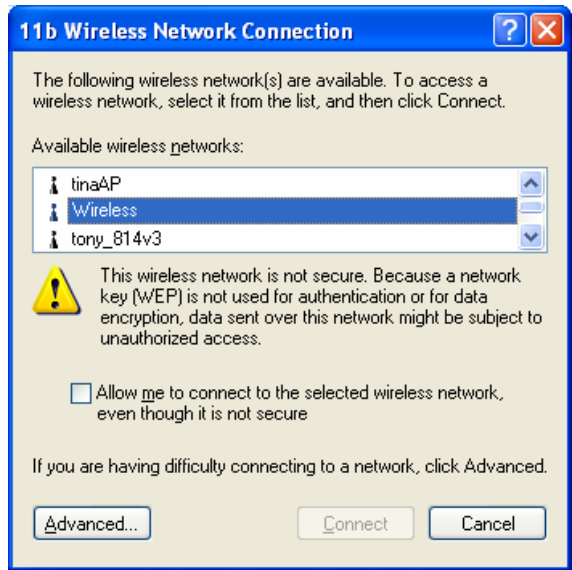 11b Wireless Network Connection
The following wireless network(s) are available. To access a
wireless network, select it from the list, and then click Connect.
Available wireless networks:
tinaAP
Wireless
tony_814v3
This wireless network is not secure. Because a network
key (WEP) is not used for authentication or for data
encryption, data sent over this network might be subject to
unauthorized access.
Allow me to connect to the selected wireless network,
even though it is not secure
If you are having difficulty connecting to a network, click Advanced.
Advanced... Connect Cancel